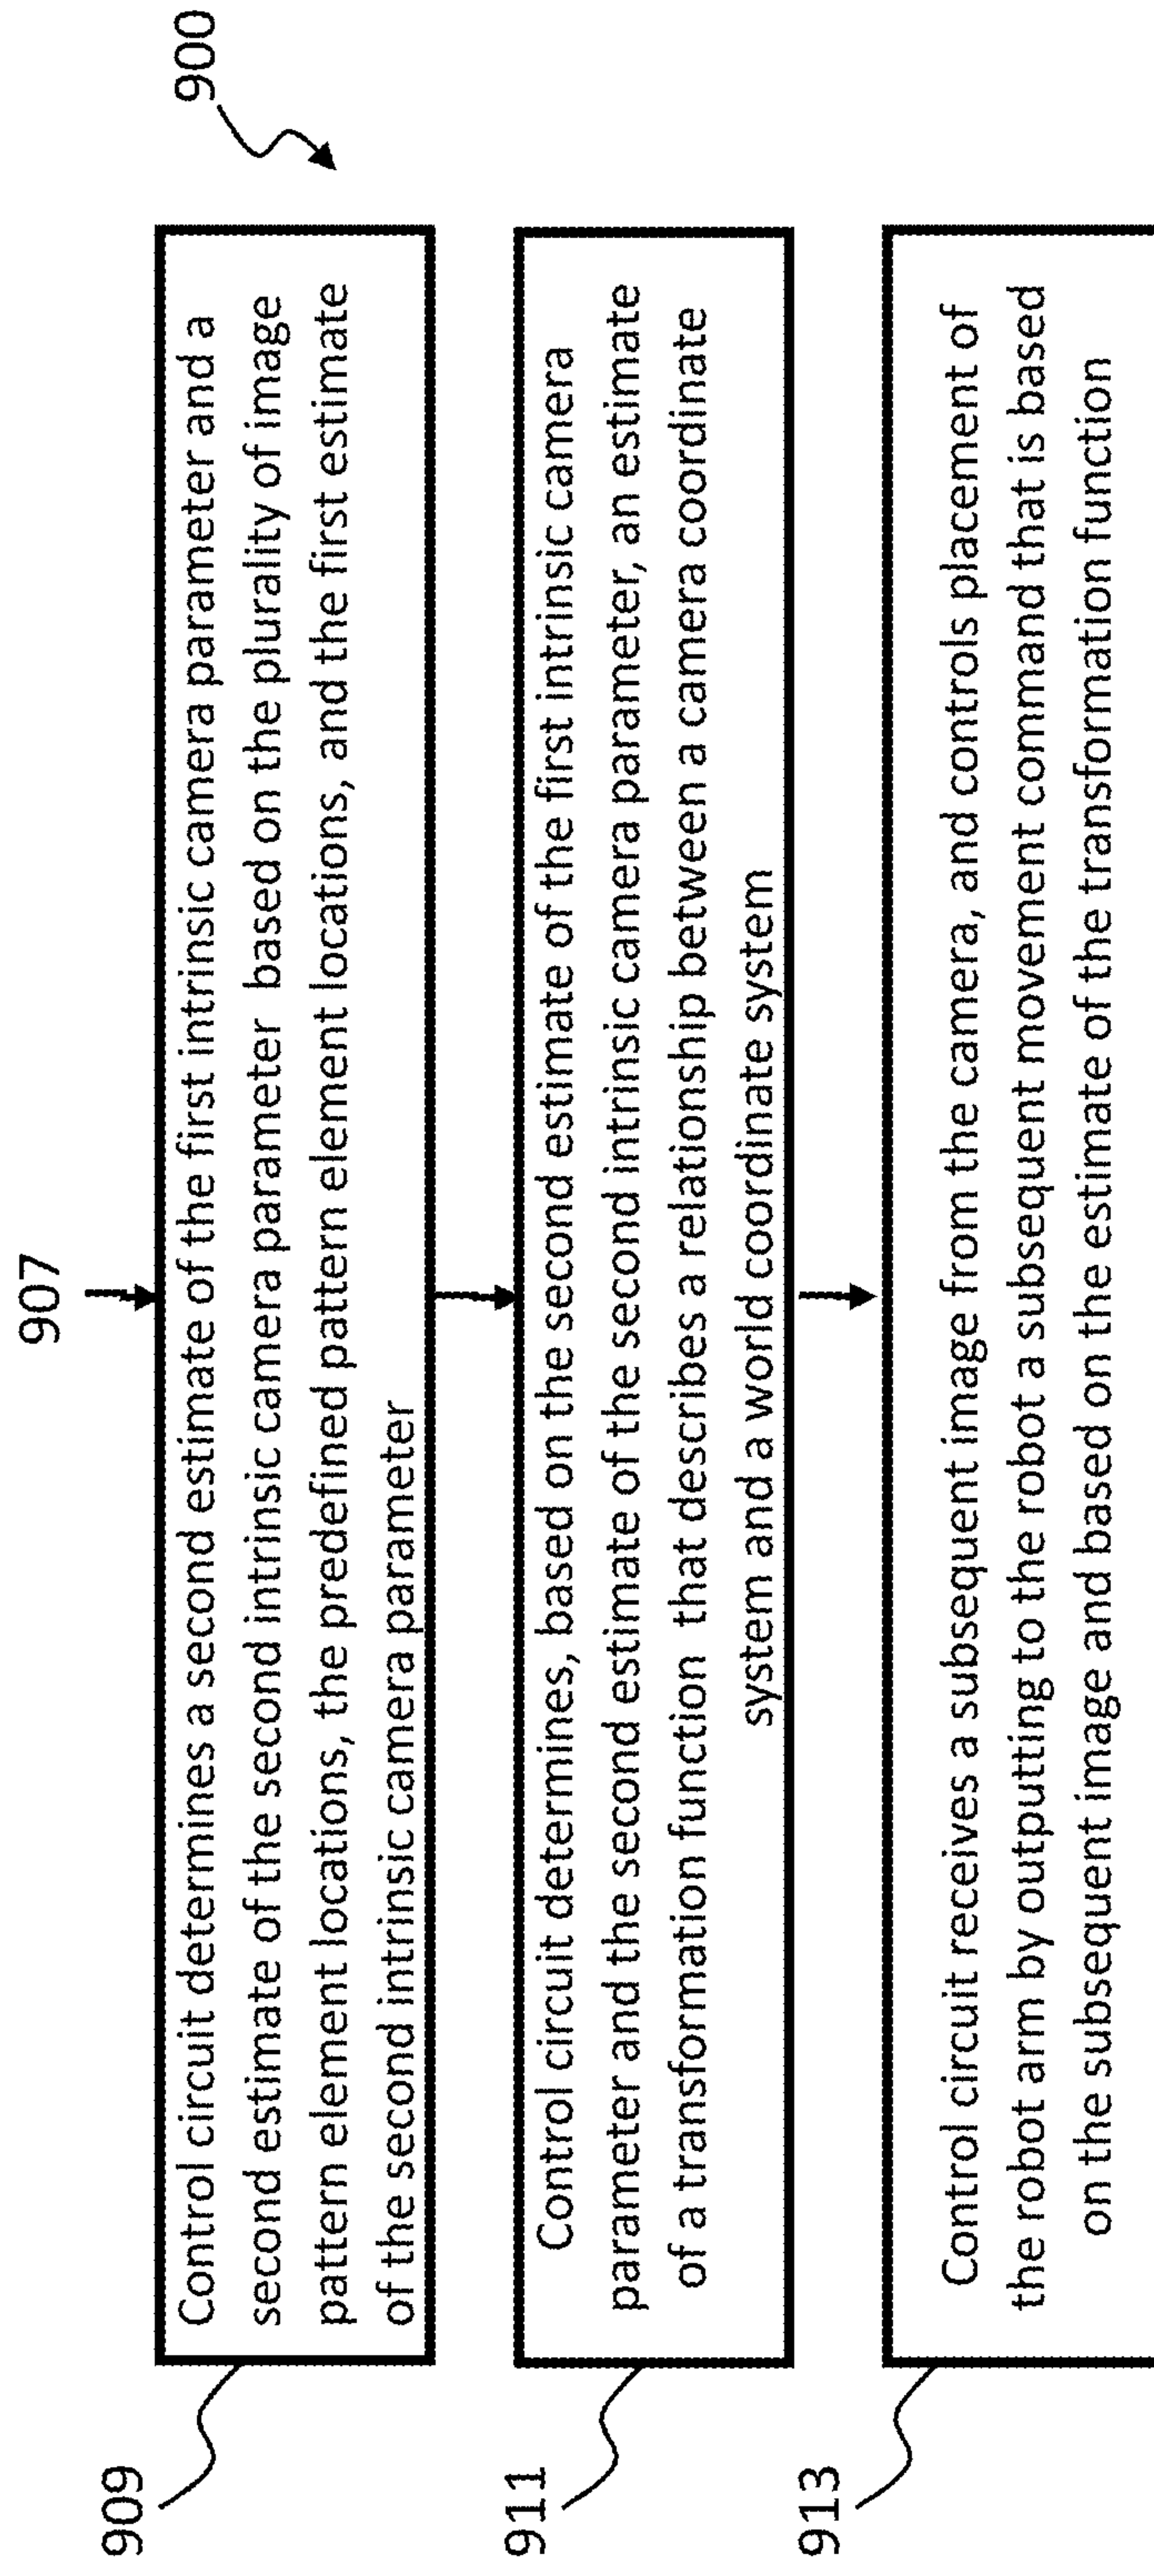 907
900
909
Control circuit determines a second estimate of the first intrinsic camera parameter and a
second estimate of the second intrinsic camera parameter based on the plurality of image
pattern element locations, the predefined pattern element locations, and the first estimate
of the second intrinsic camera parameter
911
Control circuit determines, based on the second estimate of the first intrinsic camera
parameter and the second estimate of the second intrinsic camera parameter, an estimate
of a transformation function that describes a relationship between a camera coordinate
system and a world coordinate system
913
Control circuit receives a subsequent image from the camera, and controls placement of
the robot arm by outputing to the robot a subsequent movement command that is based
on the subsequent image and based on the estimate of the transformation function